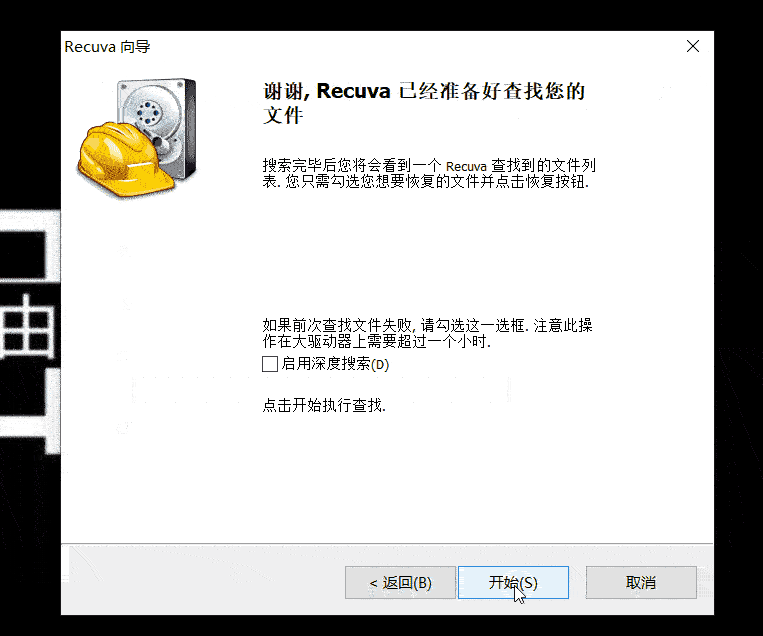 Recuva 向导
谢谢, Recuva 已经准备好查找您的
文件
搜索完毕后您将会看到一个 Recuva 查找到的文件列
表. 您只需勾选您想要恢复的文件并点击恢复按钮.
如果前次查找文件失败, 请勾选这一选框. 注意此操
作在大驱动器上需要超过一个小时.
启用深度搜索(D)
点击开始执行查找.
< 返回(B)
开始(S)
取消